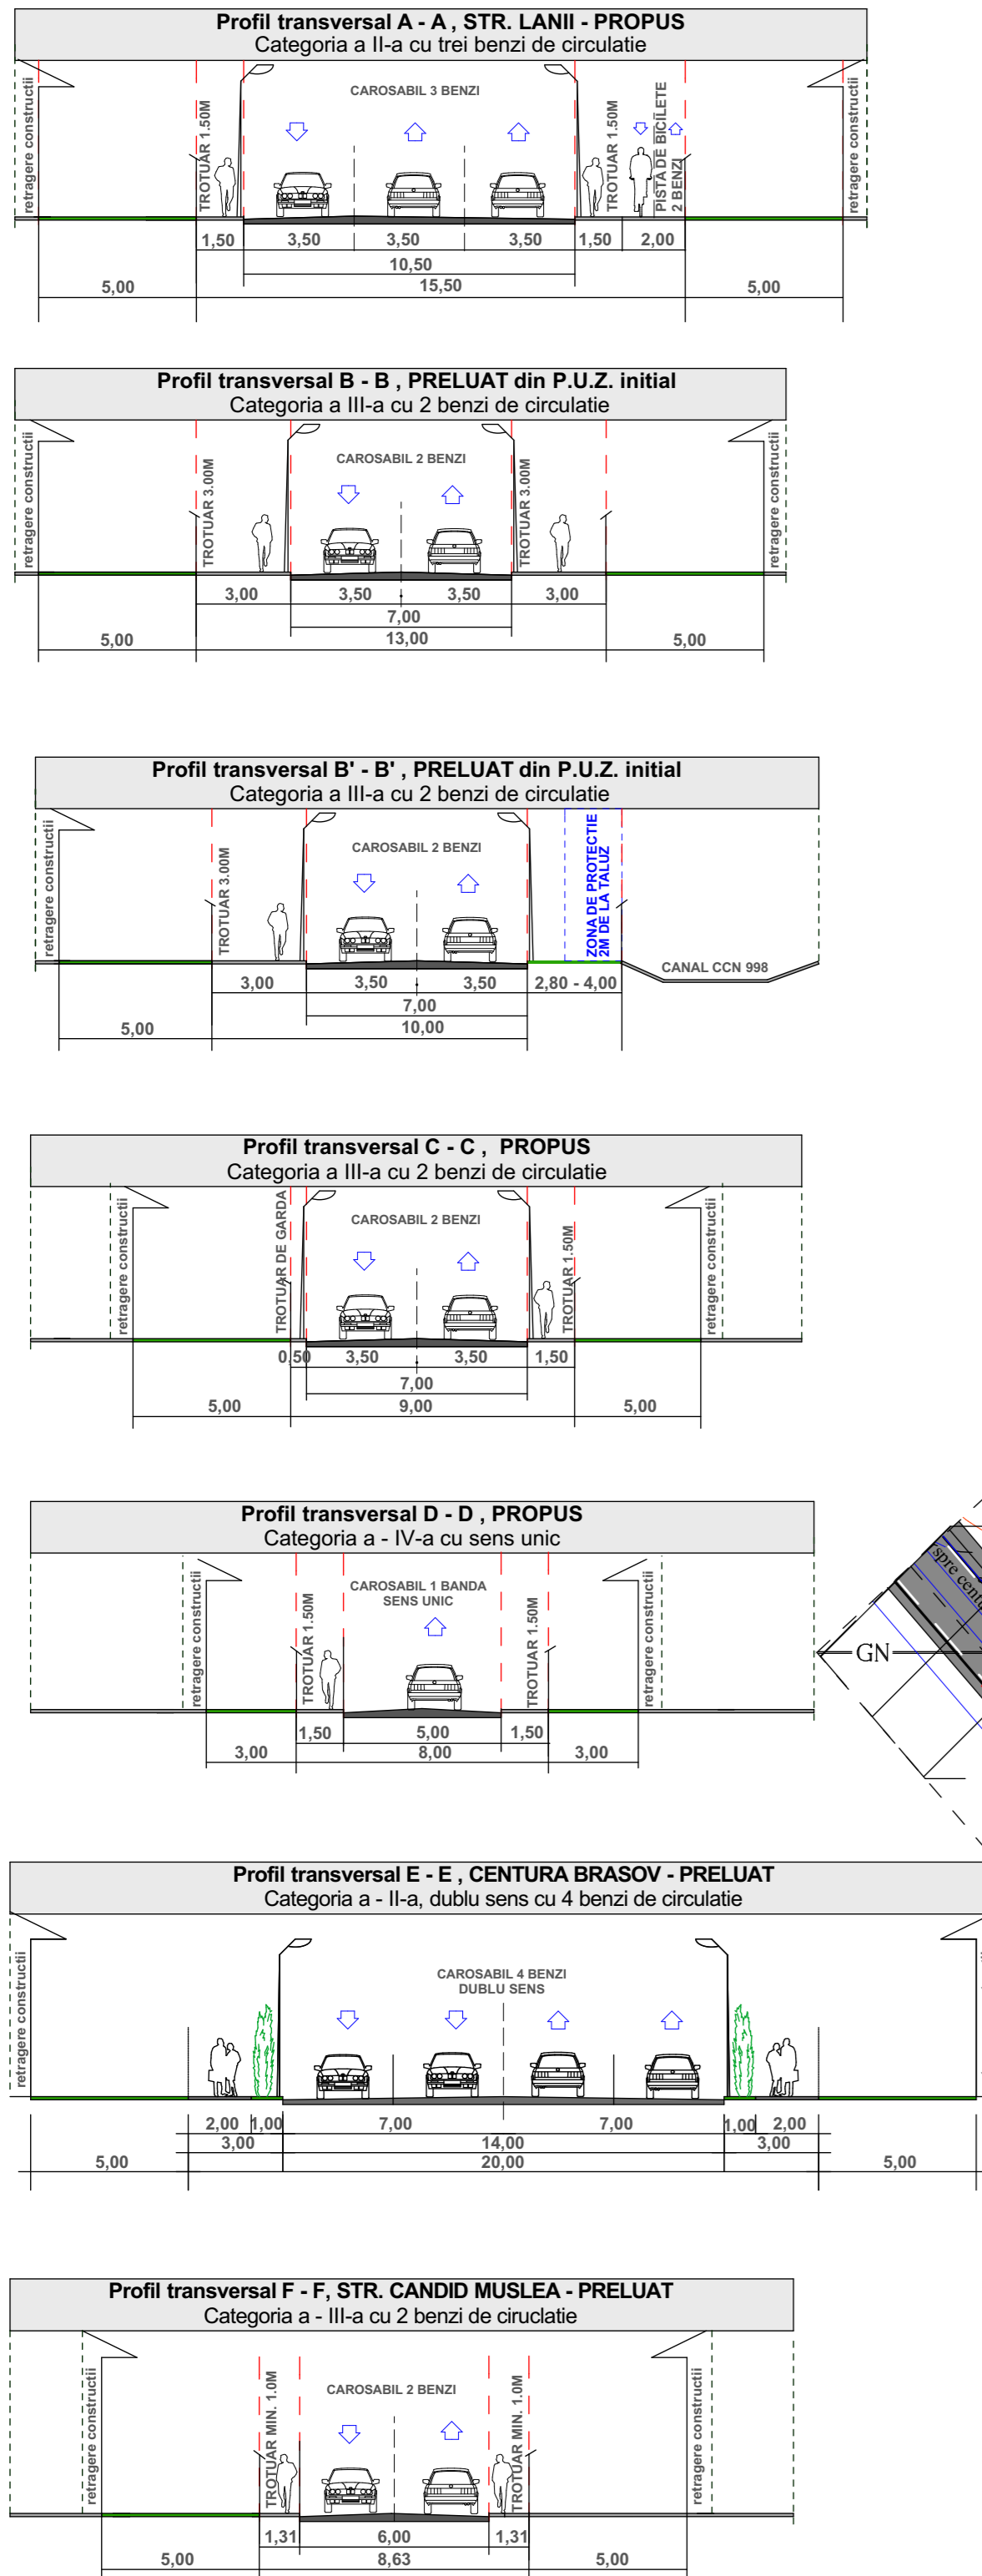 Profil transversal A - A , STR. LANII - PROPUS
Categoria a II-a cu trei benzi de circulatie
retragere constructii
TROTUAR 1.50M
CAROSABIL 3 BENZI
TROTUAR 1.50M
PISTA DE BICILETE
2 BENZI
retragere constructii
1,50 3,50 3,50 3,50 1,50 2,00
10,50
5,00 15,50 5,00
Profil transversal B - B , PRELUAT din P.U.Z. initial
Categoria a III-a cu 2 benzi de circulatie
retragere constructii
TROTUAR 3.00M
CAROSABIL 2 BENZI
TROTUAR 3.00M
retragere constructii
3,00 3,50 3,50 3,00
7,00
5,00 13,00 5,00
Profil transversal B' - B' , PRELUAT din P.U.Z. initial
Categoria a III-a cu 2 benzi de circulatie
retragere constructii
TROTUAR 3.00M
CAROSABIL 2 BENZI
ZONA DE PROTECTIE
2M DE LA TALUZ
CANAL CCN 998
3,00 3,50 3,50 2,80 - 4,00
7,00
5,00 10,00
Profil transversal C - C , PROPUS
Categoria a III-a cu 2 benzi de circulatie
retragere constructii
TROTUAR DE GARDA
CAROSABIL 2 BENZI
TROTUAR 1.50M
retragere constructii
0,50 3,50 3,50 1,50
7,00
5,00 9,00 5,00
Profil transversal D - D , PROPUS
Categoria a - IV-a cu sens unic
retragere constructii
TROTUAR 1.50M
CAROSABIL 1 BANDA
SENS UNIC
TROTUAR 1.50M
retragere constructii
1,50 5,00 1,50
3,00 8,00 3,00
spre
GN
Profil transversal E - E , CENTURA BRASOV - PRELUAT
Categoria a - II-a, dublu sens cu 4 benzi de circulatie
retragere constructii
CAROSABIL 4 BENZI
DUBLU SENS
2,00 1,00 7,00 7,00 1,00 2,00
3,00 14,00 3,00
5,00 20,00 5,00
Profil transversal F - F, STR. CANDID MUSLEA - PRELUAT
Categoria a - III-a cu 2 benzi de ciruclatie
retragere constructii
TROTUAR MIN. 1.0M
CAROSABIL 2 BENZI
TROTUAR MIN. 1.0M
retragere constructii
1,31 6,00 1,31
5,00 8,63 5,00